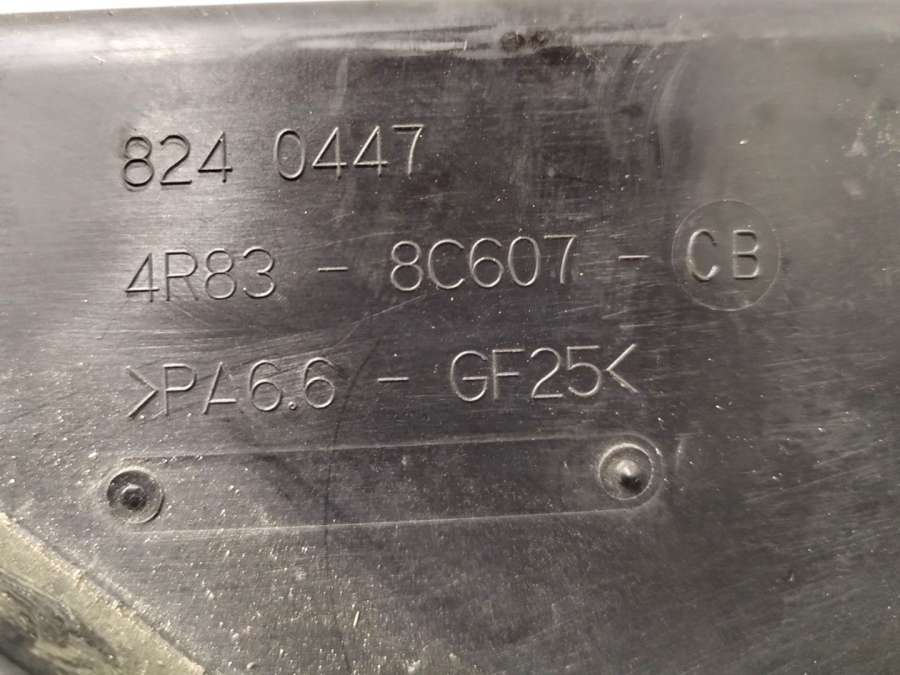 824 0447
4R83 - 8C607 - CB
>PA6.6 - GF25<